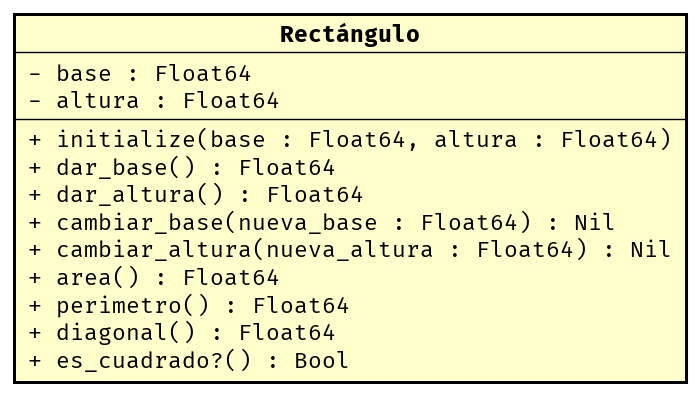 Rectángulo
- base : Float64
- altura : Float64
+ initialize(base : Float64, altura : Float64)
+ dar_base() : Float64
+ dar_altura() : Float64
+ cambiar_base(nueva_base : Float64) : Nil
+ cambiar_altura(nueva_altura : Float64) : Nil
+ area() : Float64
+ perimetro() : Float64
+ diagonal() : Float64
+ es_cuadrado?() : Bool